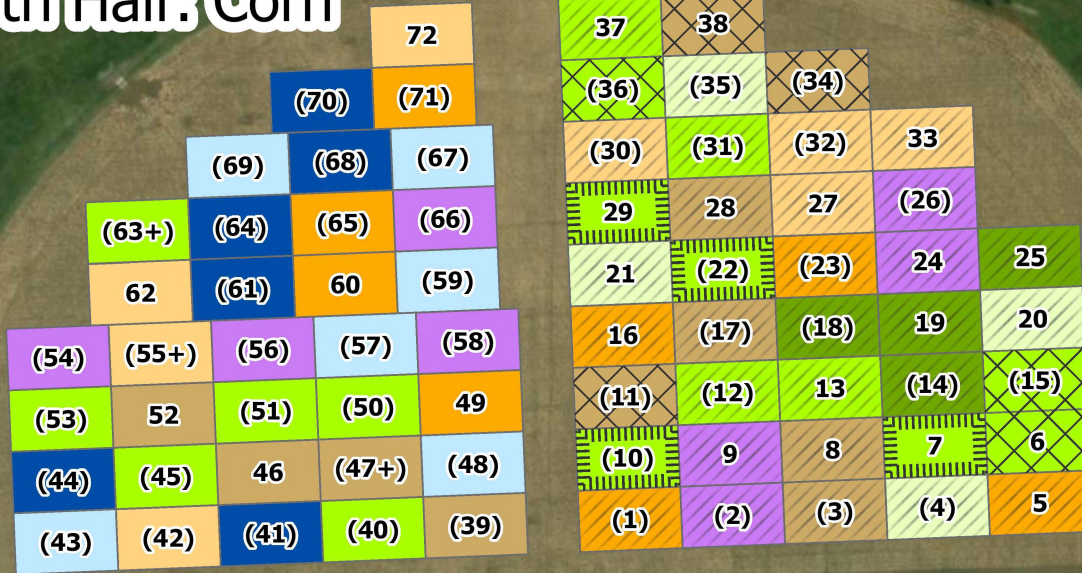 th Half: Corn
72 37 38
(70) (71) (36) (35) (34)
(69) (68) (67) (30) (31) (32) 33
(63+) (64) (65) (66) 29 28 27 (26)
62 (61) 60 (59) 21 (22) (23) 24 25
(54) (55+) (56) (57) (58) 16 (17) (18) 19 20
(53) 52 (51) (50) 49 (11) (12) 13 (14) (15)
(44) (45) 46 (47+) (48) (10) 9 8 7 6
(43) (42) (41) (40) (39) (1) (2) (3) (4) 5